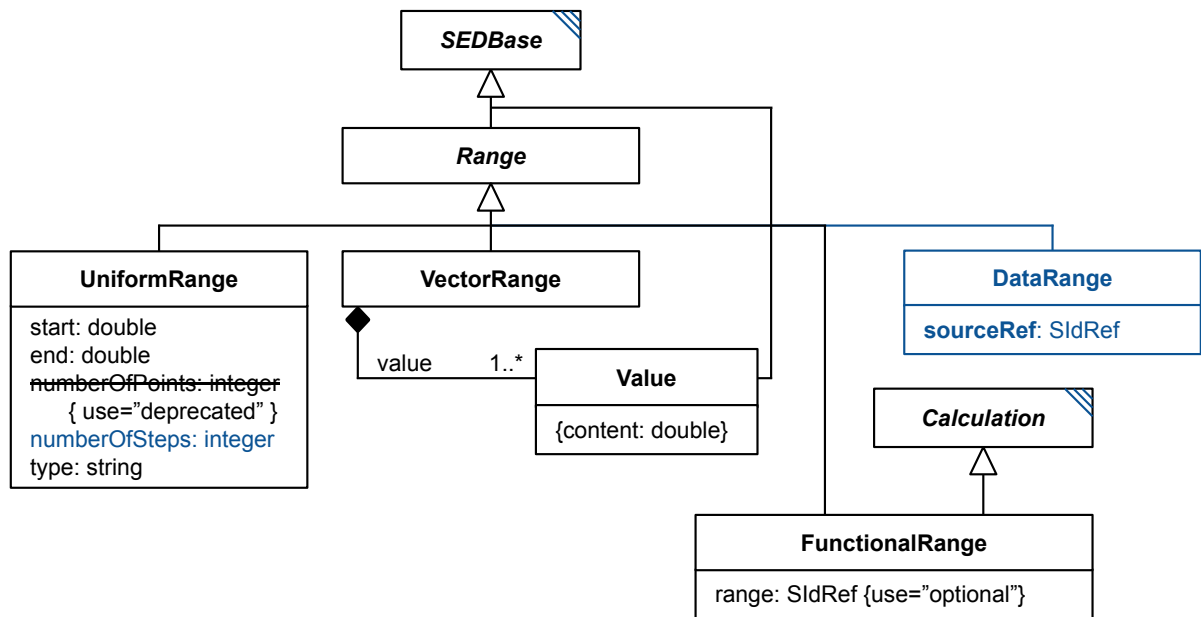 SEDBase
Range
UniformRange
start: double
end: double
numberOfPoints: integer
{ use=”deprecated” }
numberOfSteps: integer
type: string
VectorRange
value 1..*
Value
{content: double}
DataRange
sourceRef: SIdRef
Calculation
FunctionalRange
range: SIdRef {use=”optional”}